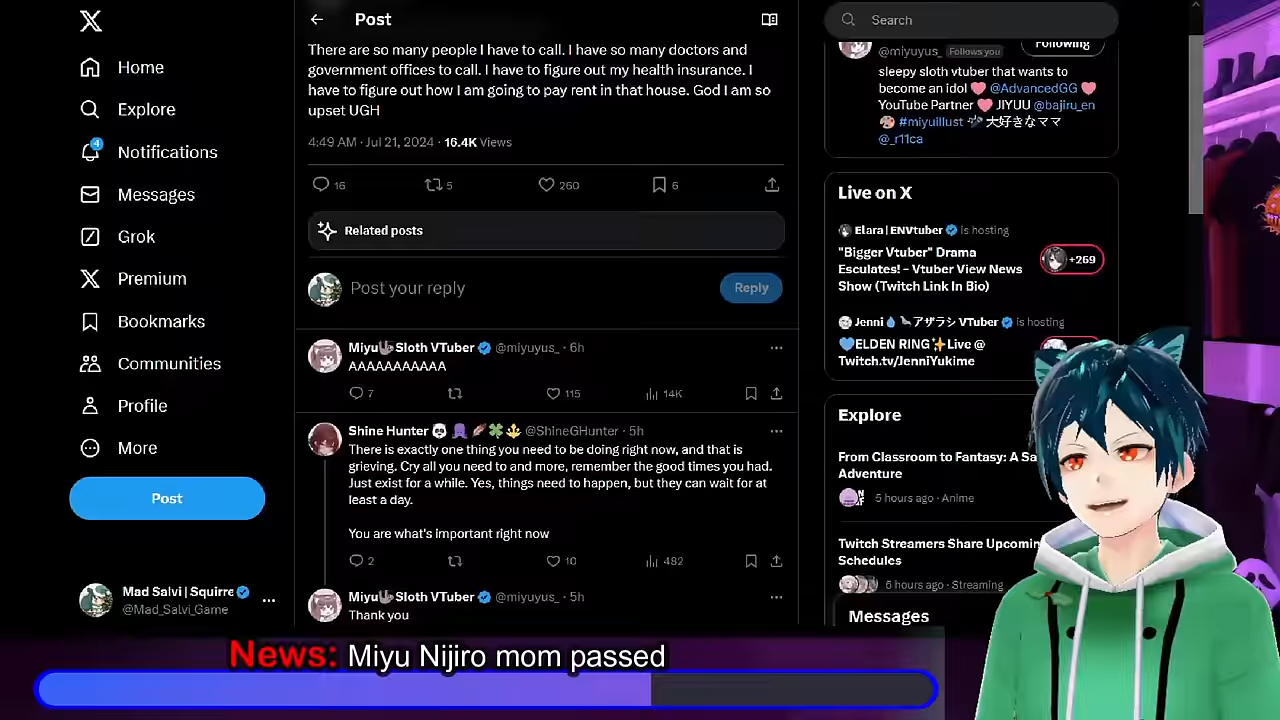 Home
Explore
4
Notifications
Messages
Grok
Premium
Bookmarks
Communities
Profile
More
Post
Mad Salvi | Squirre
@Mad_Salvi_Game
Post
There are so many people I have to call. I have so many doctors and
government offices to call. I have to figure out my health insurance. I
have to figure out how I am going to pay rent in that house. God I am so
upset UGH
4:49 AM · Jul 21, 2024 · 16.4K Views
16
5
260
6
Related posts
Post your reply
Reply
Miyu🦥Sloth VTuber @miyuyus_ · 6h
AAAAAAAAAAA
7
115
14K
Shine Hunter 🐼 🐙 🪶 🍀 🔱 @ShineGHunter · 5h
There is exactly one thing you need to be doing right now, and that is
grieving. Cry all you need to and more, remember the good times you had.
Just exist for a while. Yes, things need to happen, but they can wait for at
least a day.
You are what's important right now
2
10
482
Miyu🦥Sloth VTuber @miyuyus_ · 5h
Thank you
Search
@miyuyus_ Follows you
Following
sleepy sloth vtuber that wants to
become an idol 🩷 @AdvancedGG 🩷
YouTube Partner 🩷 JIYUU @bajiru_en
🎨 #miyuillust 大好きなママ
@_r11ca
Live on X
Elara | ENVtuber is hosting
"Bigger Vtuber" Drama
Esculates! - Vtuber View News
Show (Twitch Link In Bio)
+269
Jenni💧🦭アザラシ VTuber is hosting
💙ELDEN RING✨Live @
Twitch.tv/JenniYukime
Explore
From Classroom to Fantasy: A Sa
Adventure
5 hours ago · Anime
Twitch Streamers Share Upcomin
Schedules
5 hours ago · Streaming
Messages
News: Miyu Nijiro mom passed